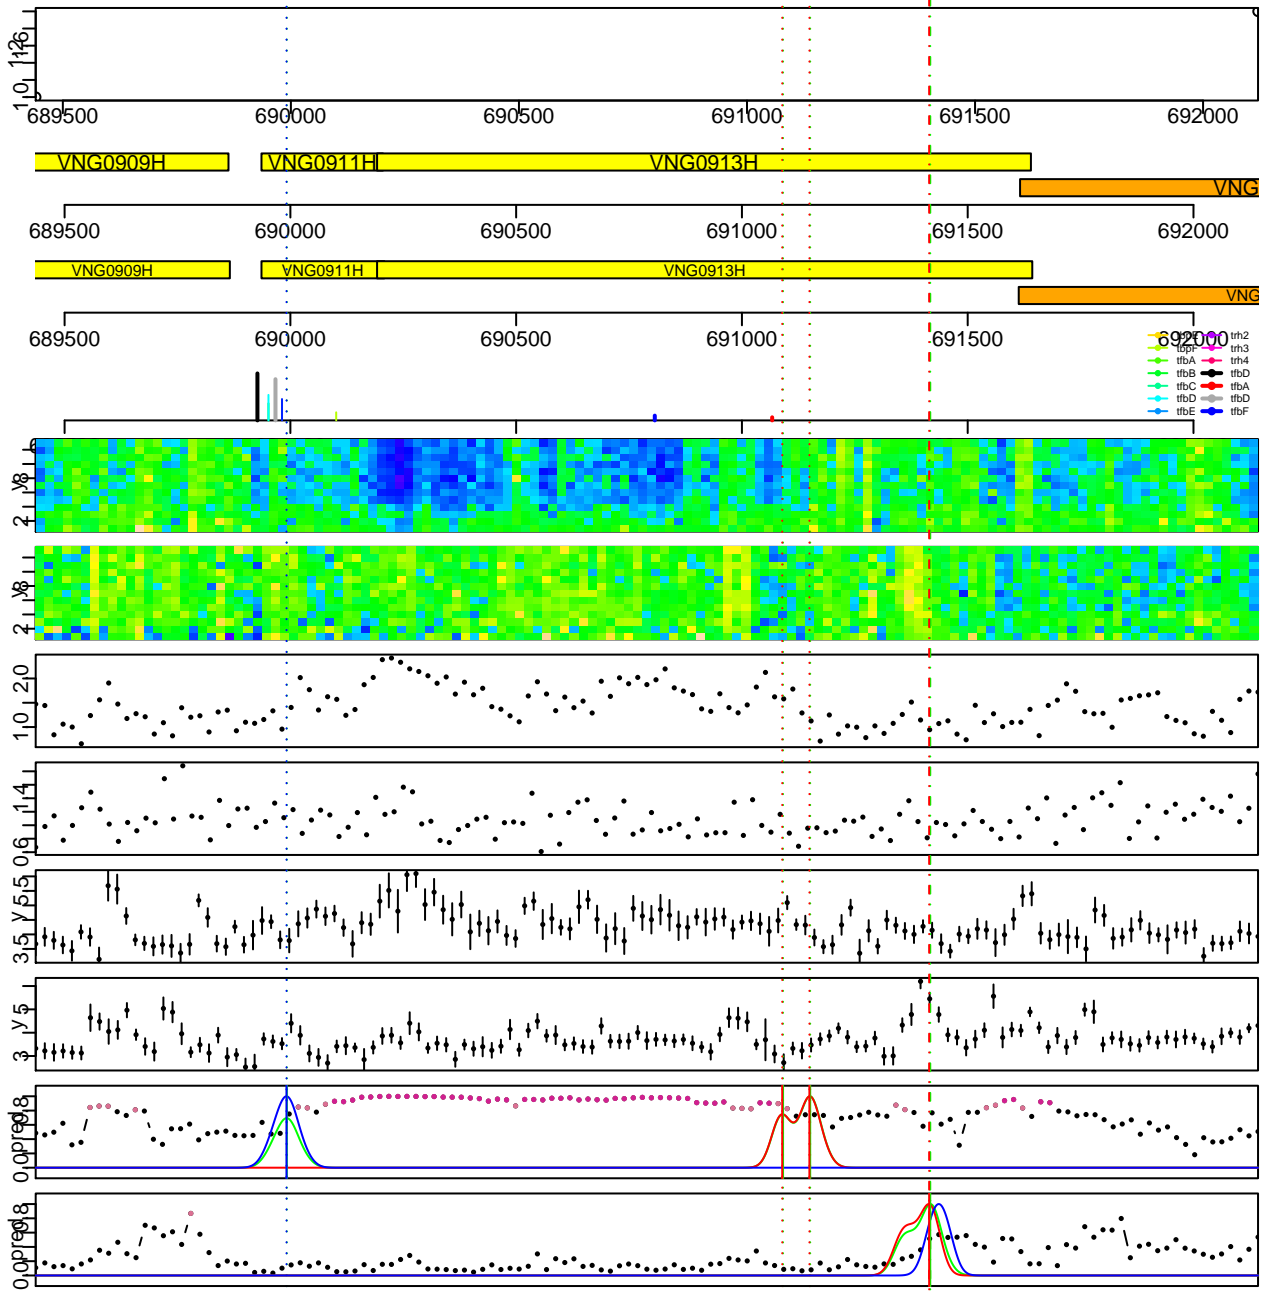 689500 690000 690500 691000 691500 692000
VNG0909H VNG0911H VNG0913H
VNG
689500 690000 690500 691000 691500 692000
VNG0909H VNG0911H VNG0913H
VNG
689500 690000 690500 691000 691500 692000
trh2
tbpF trh3
tfbA trh4
tfbB tfbD
tfbC tfbA
tfbD tfbD
tfbE tfbF
2
2
1.0 2.0
0.6 1.4
3.5 y 5.5
3 y 5
0.0 pred 0.8
0.0 pred 0.8